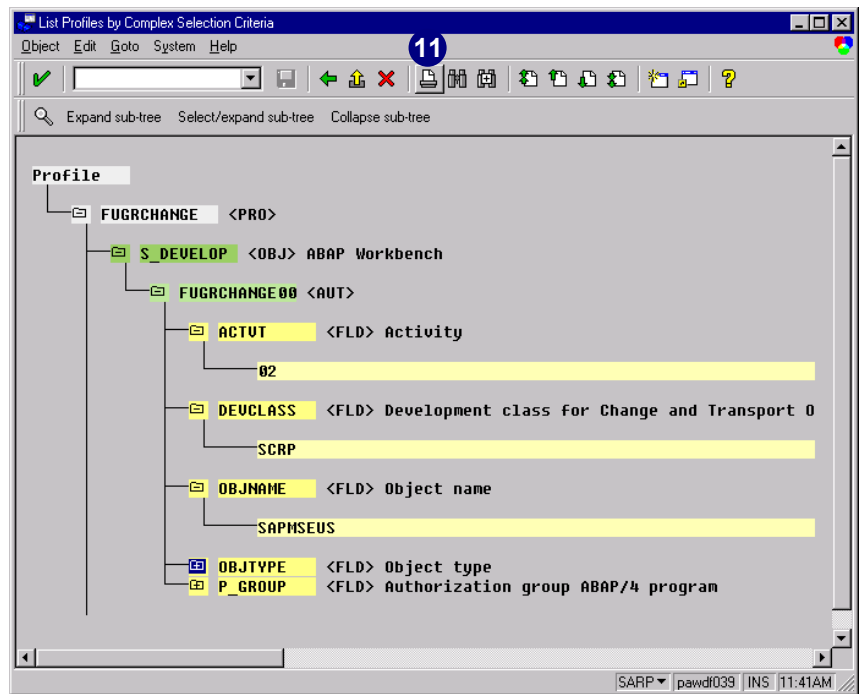 List Profiles by Complex Selection Criteria
Object Edit Goto System Help
11
Expand sub-tree Select/expand sub-tree Collapse sub-tree
Profile
FUGRCHANGE <PRO>
S_DEVELOP <OBJ> ABAP Workbench
FUGRCHANGE00 <AUT>
ACTVT <FLD> Activity
02
DEVCLASS <FLD> Development class for Change and Transport O
SCRP
OBJNAME <FLD> Object name
SAPMSEUS
OBJTYPE <FLD> Object type
P_GROUP <FLD> Authorization group ABAP/4 program
SARP pawdf039 INS 11:41AM